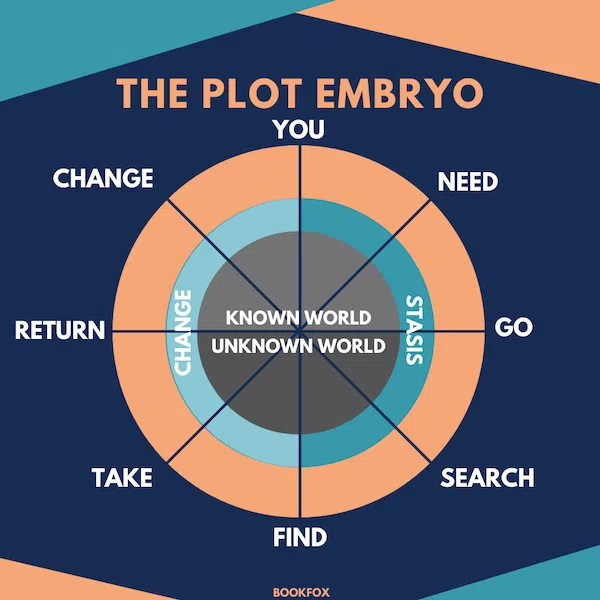 THE PLOT EMBRYO
YOU
CHANGE
NEED
CHANGE
STASIS
KNOWN WORLD
UNKNOWN WORLD
RETURN
GO
TAKE
SEARCH
FIND
BOOKFOX